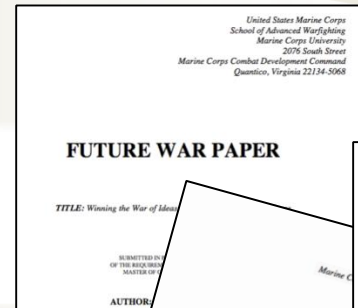 United States Marine Corps
School of Advanced Warfighting
Marine Corps University
2076 South Street
Marine Corps Combat Development Command
Quantico, Virginia 22134-5068
FUTURE WAR PAPER
TITLE: Winning the War of Ideas
SUBMITTED IN
OF THE REQUIREM
MASTER OF
AUTHOR:
Marine C